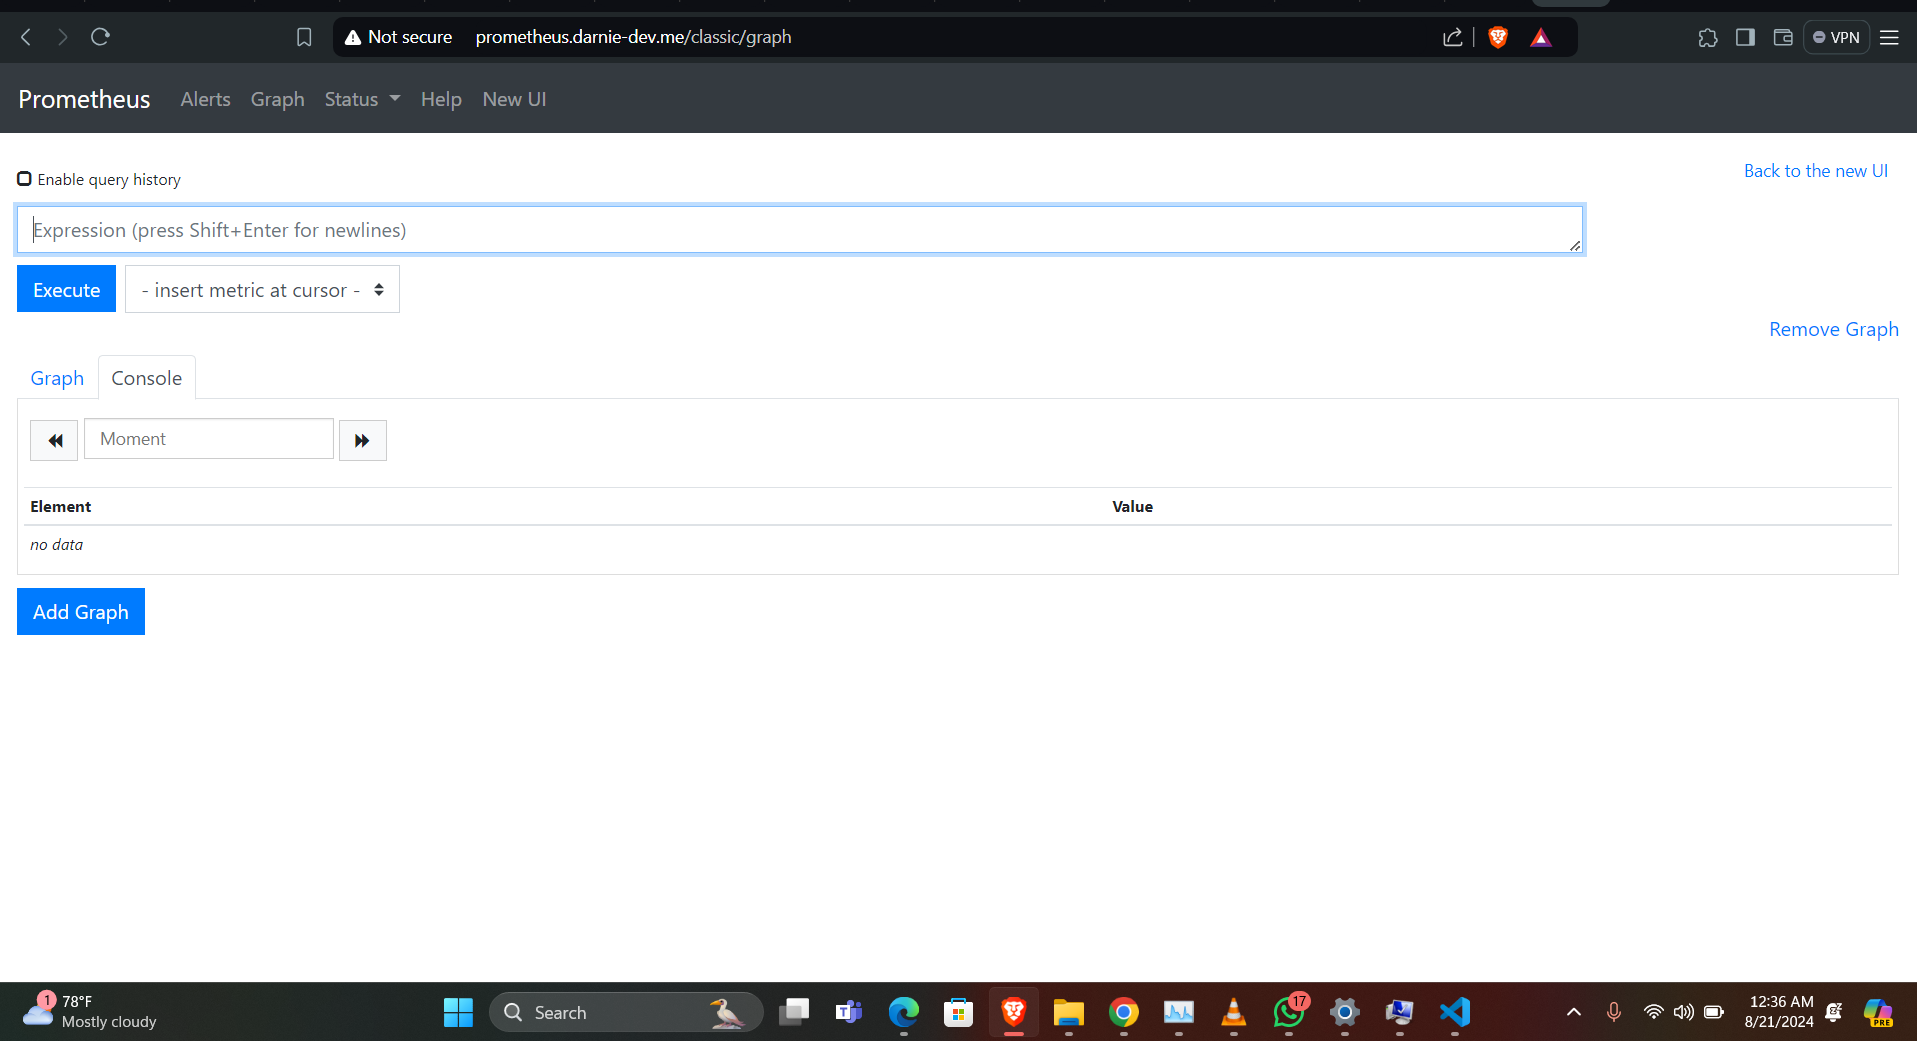 Not secure prometheus.darnie-dev.me/classic/graph VPN
Prometheus Alerts Graph Status Help New UI
Enable query history
Back to the new UI
Expression (press Shift+Enter for newlines)
Execute - insert metric at cursor -
Remove Graph
Graph Console
Moment
Element Value
no data
Add Graph
1 78°F
Mostly cloudy
Search
17
12:36 AM
8/21/2024
PRE